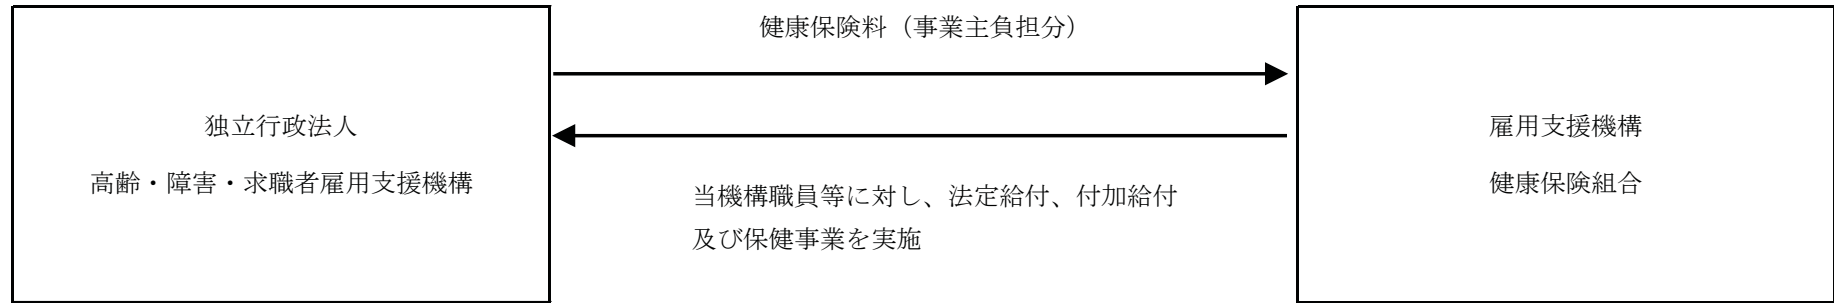 健康保険料（事業主負担分）
独立行政法人
高齢・障害・求職者雇用支援機構
当機構職員等に対し、法定給付、付加給付
及び保健事業を実施
雇用支援機構
健康保険組合